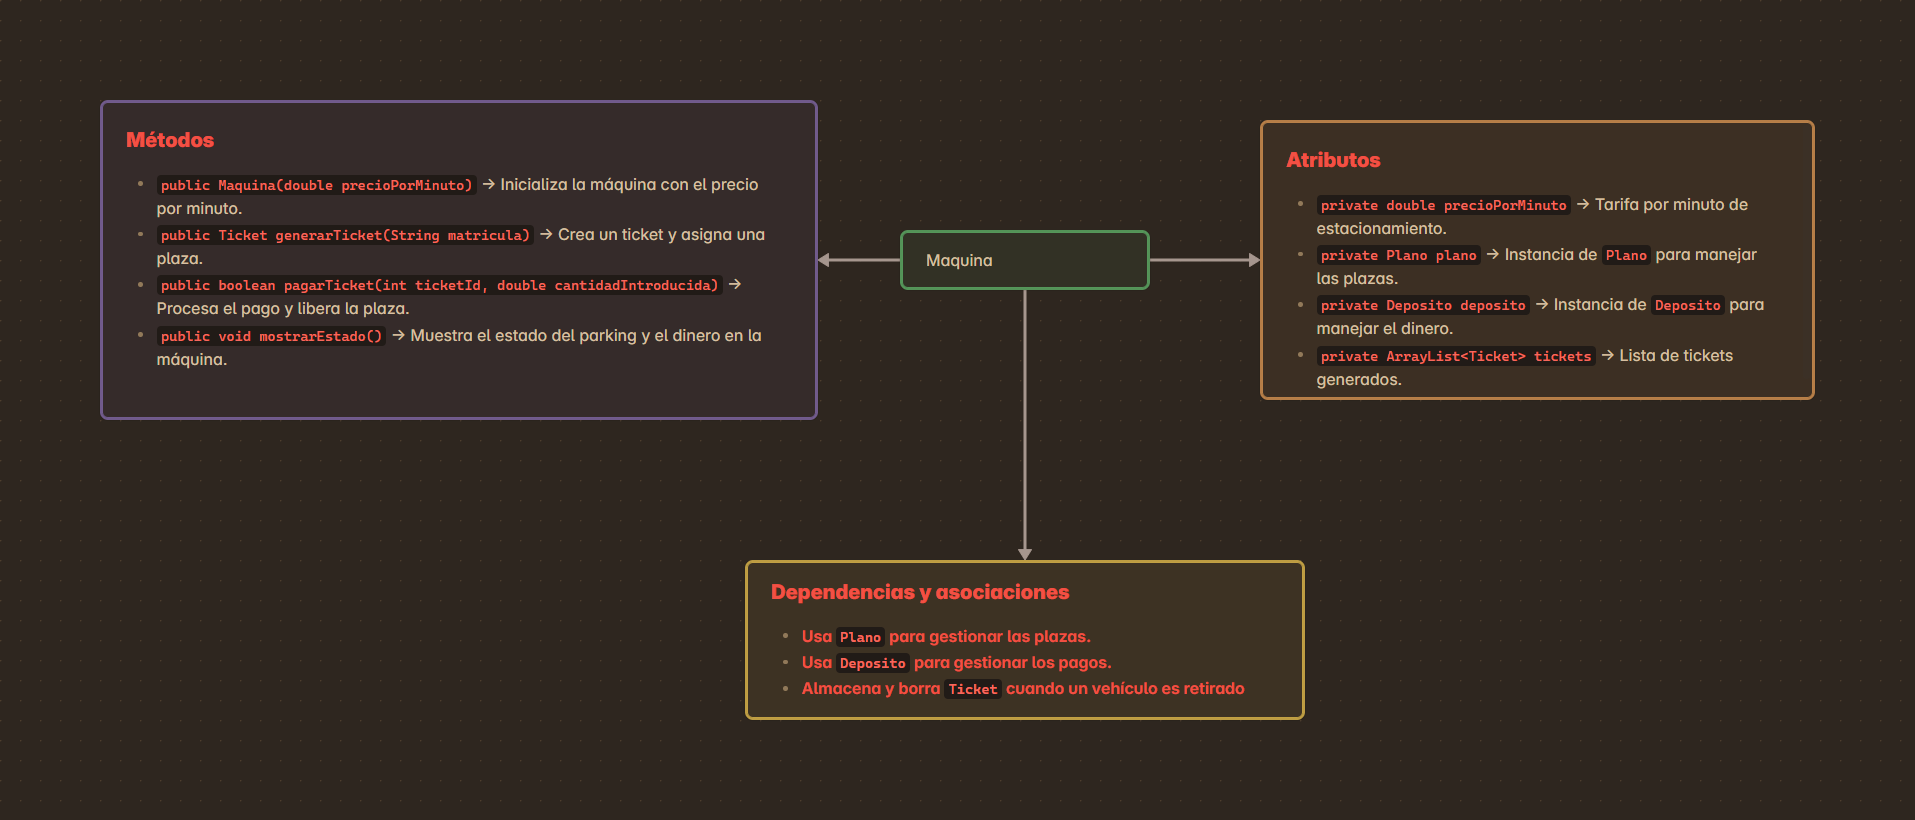 Métodos
public Maquina(double precioPorMinuto) → Inicializa la máquina con el precio
por minuto.
public Ticket generarTicket(String matricula) → Crea un ticket y asigna una
plaza.
public boolean pagarTicket(int ticketId, double cantidadIntroducida) →
Procesa el pago y libera la plaza.
public void mostrarEstado() → Muestra el estado del parking y el dinero en la
máquina.
Maquina
Atributos
private double precioPorMinuto → Tarifa por minuto de
estacionamiento.
private Plano plano → Instancia de Plano para manejar
las plazas.
private Deposito deposito → Instancia de Deposito para
manejar el dinero.
private ArrayList<Ticket> tickets → Lista de tickets
generados.
Dependencias y asociaciones
Usa Plano para gestionar las plazas.
Usa Deposito para gestionar los pagos.
Almacena y borra Ticket cuando un vehículo es retirado